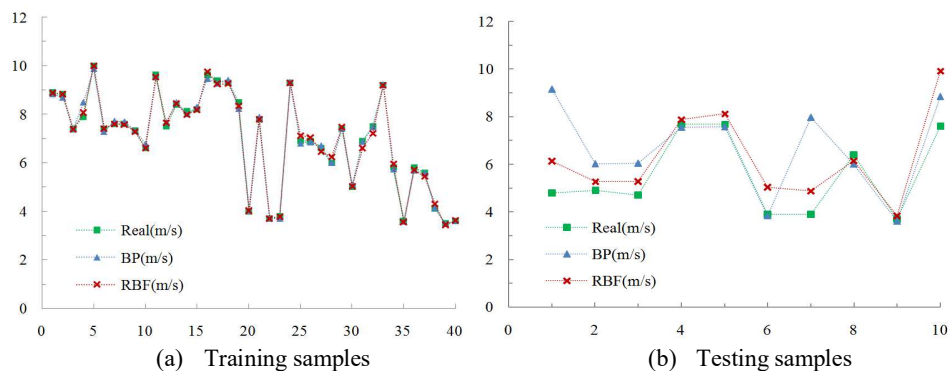 12
10
8
6
4
2
0
Real(m/s)
BP(m/s)
RBF(m/s)
0 5 10 15 20 25 30 35 40
(a) Training samples
12
10
8
6
4
2
0
Real(m/s)
BP(m/s)
RBF(m/s)
0 2 4 6 8 10
(b) Testing samples